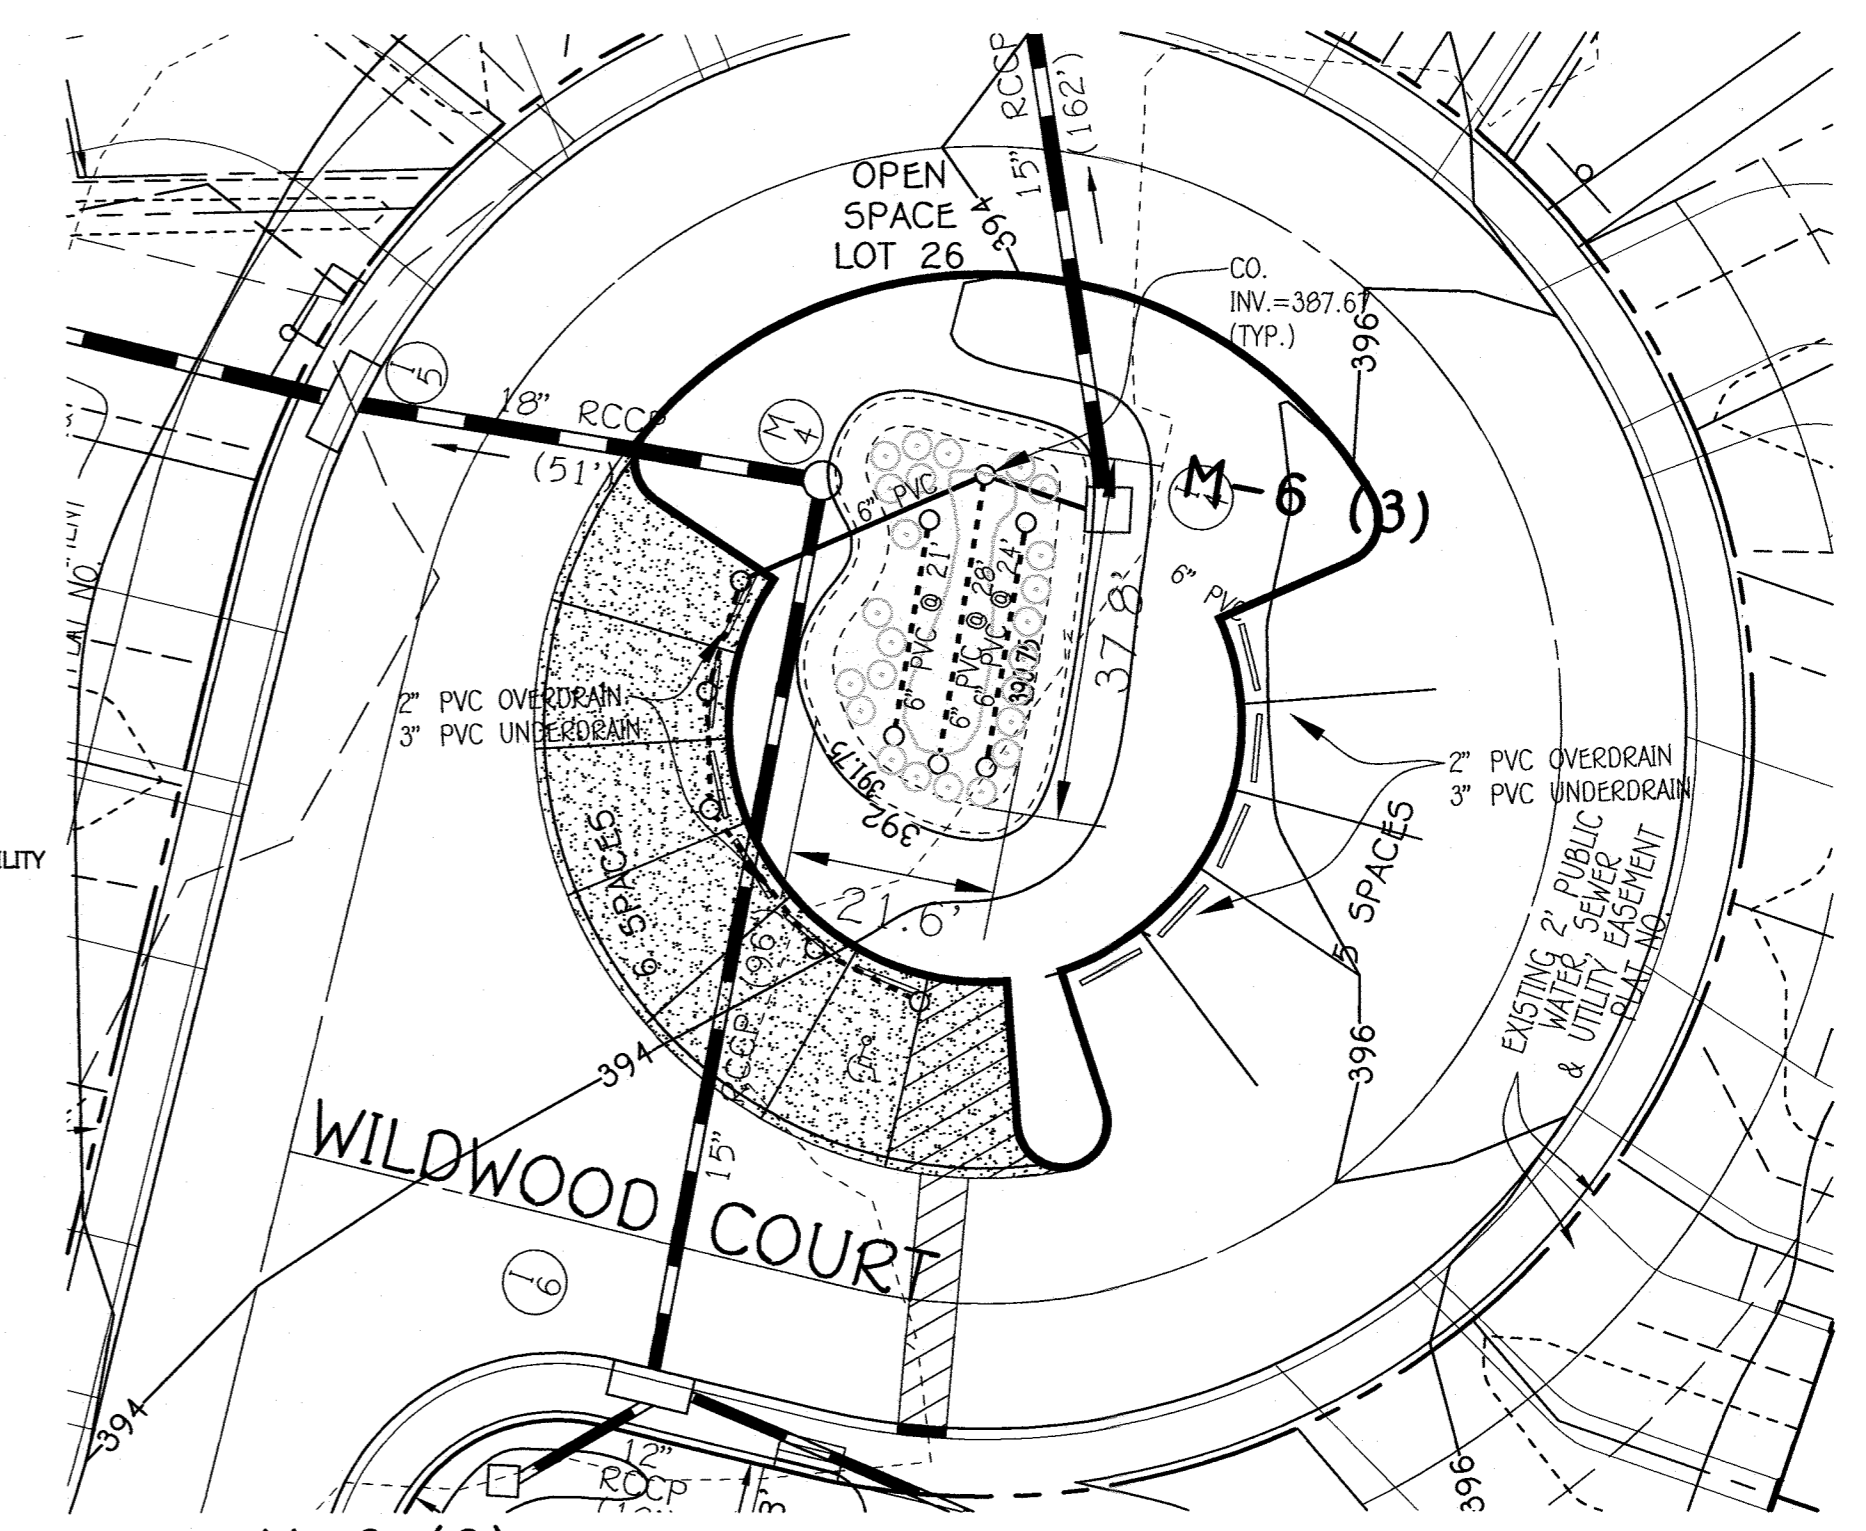 OPEN
SPACE
LOT 26
394
15" RCCP
(162')
CO.
INV.=387.67
(TYP.)
396
I
5
18" RCCP
(51')
M
4
6" PVC
M-6 (3)
6" PVC
6" PVC @ 21'
6" PVC @ 28'
6" PVC @ 24'
37.8'
390.75
391.75
392
21.6'
2" PVC OVERDRAIN
3" PVC UNDERDRAIN
2" PVC OVERDRAIN
3" PVC UNDERDRAIN
6 SPACES
5 SPACES
EXISTING 2' PUBLIC
WATER, SEWER
& UTILITY EASEMENT
PLAT NO.
NO.
ILITY
15" RCCP (96')
394
396
WILDWOOD COURT
I
6
394
12"
RCCP
396